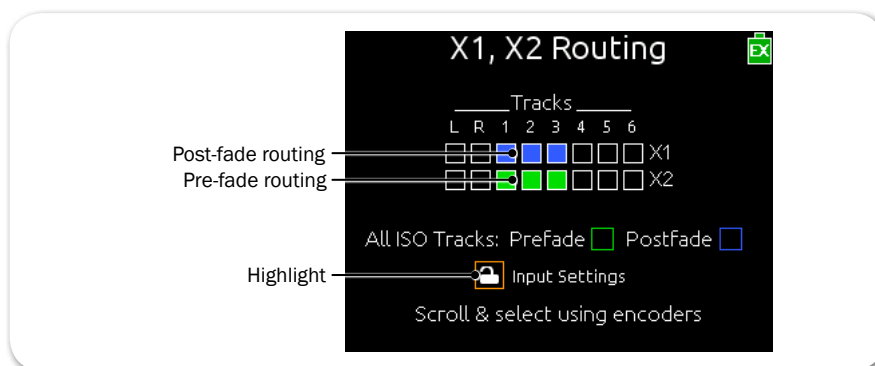 X1, X2 Routing
EX
Tracks
L R 1 2 3 4 5 6
Post-fade routing
X1
Pre-fade routing
X2
All ISO Tracks: Prefade Postfade
Highlight
Input Settings
Scroll & select using encoders